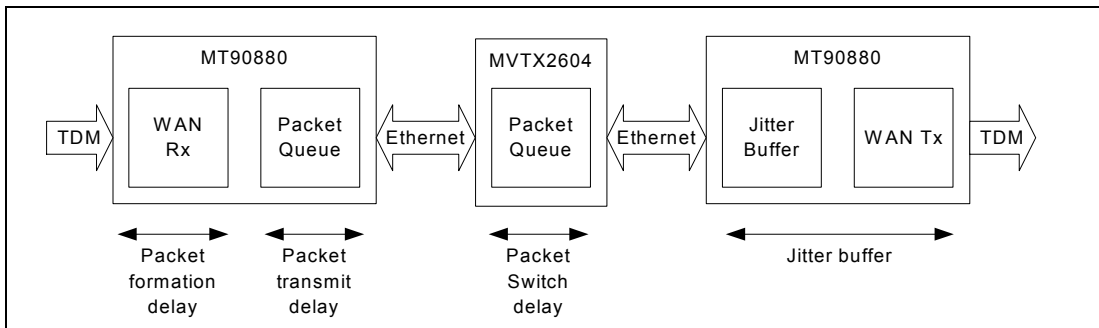 MT90880
MVTX2604
MT90880
TDM
WAN
Rx
Packet
Queue
Ethernet
Packet
Queue
Ethernet
Jitter
Buffer
WAN Tx
TDM
Packet
formation
delay
Packet
transmit
delay
Packet
Switch
delay
Jitter buffer